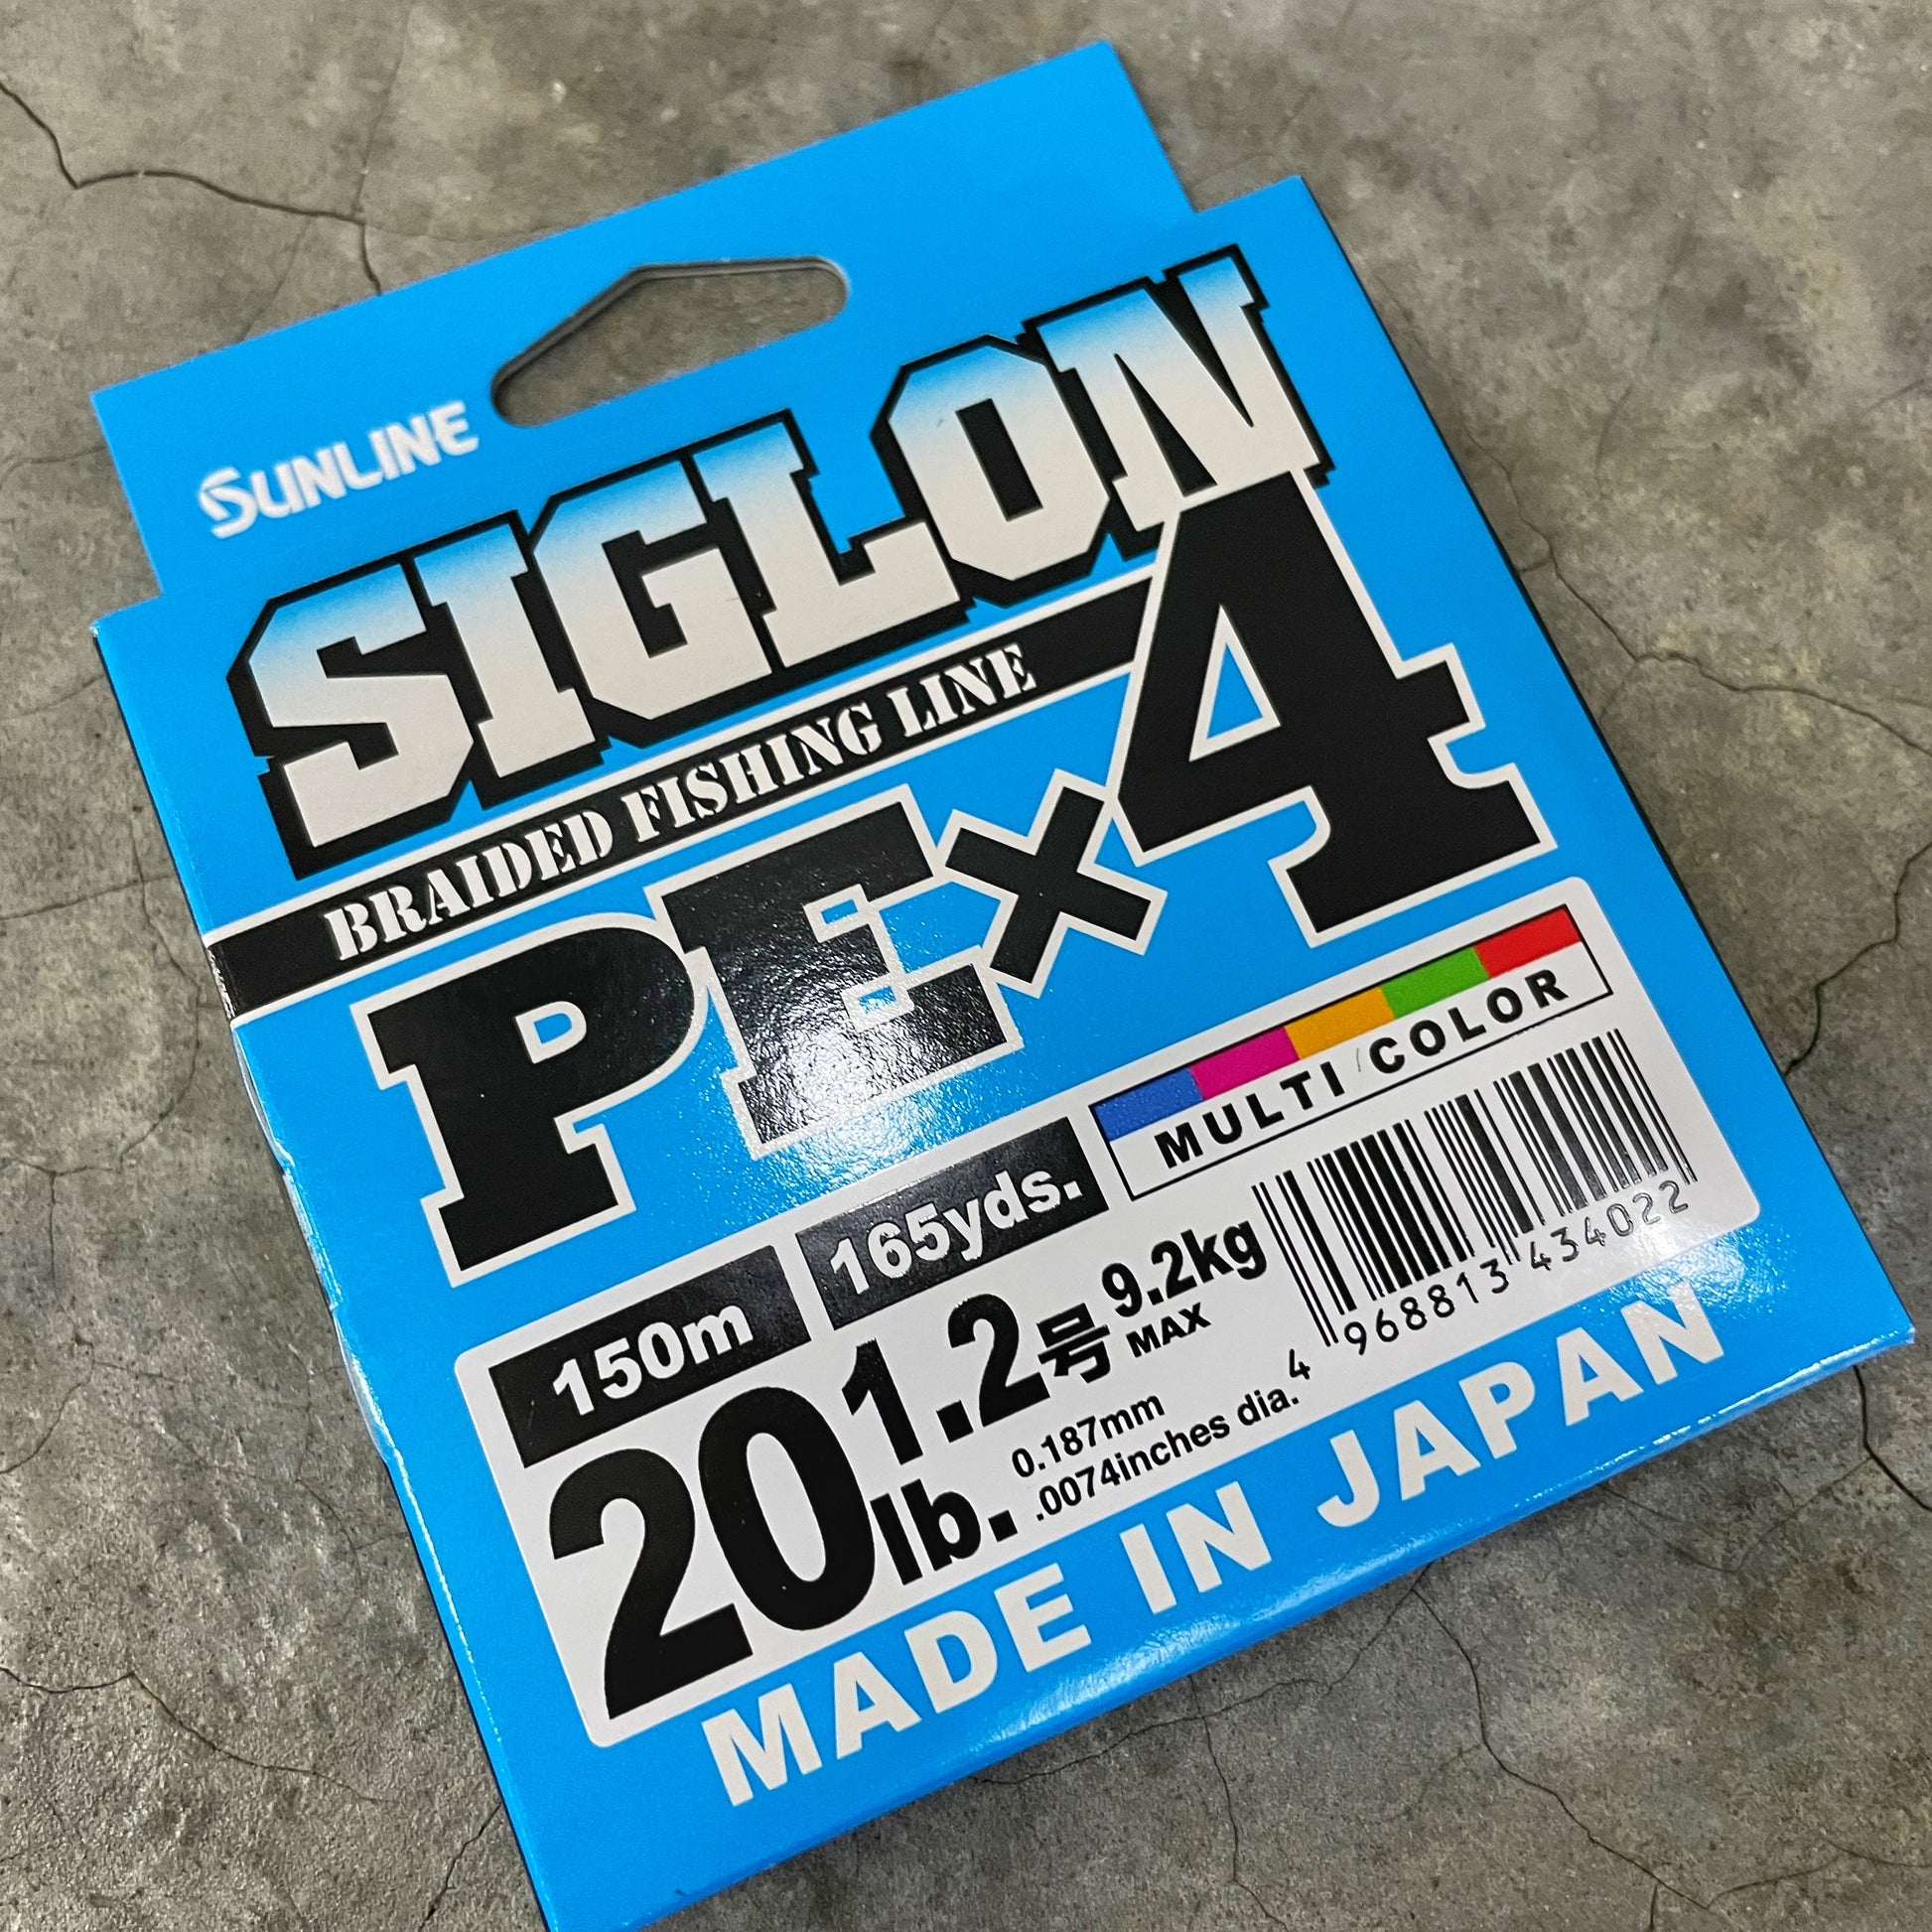 SUNLINE
SIGLON
BRAIDED FISHING LINE
PE×4
MULTI COLOR
150m 165yds.
20lb. 1.2号 9.2kg MAX
0.187mm
.0074inches dia.
4 968813 434022
MADE IN JAPAN